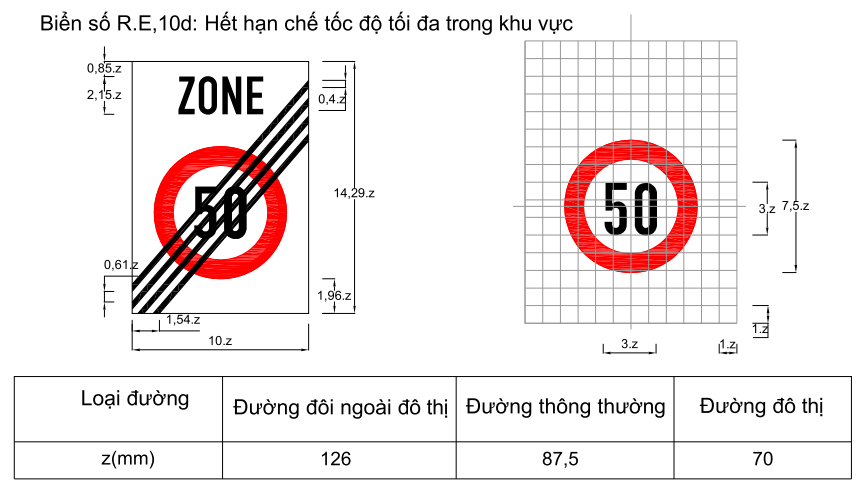 Biển số R.E,10d: Hết hạn chế tốc độ tối đa trong khu vực
0,85.z
2,15.z
ZONE
0,4.z
14,29.z
50
0,61.z
1,96.z
1,54.z
10.z
50
3.z
7,5.z
1.z
3.z
1.z
Loại đường
Đường đôi ngoài đô thị
Đường thông thường
Đường đô thị
z(mm)
126
87,5
70